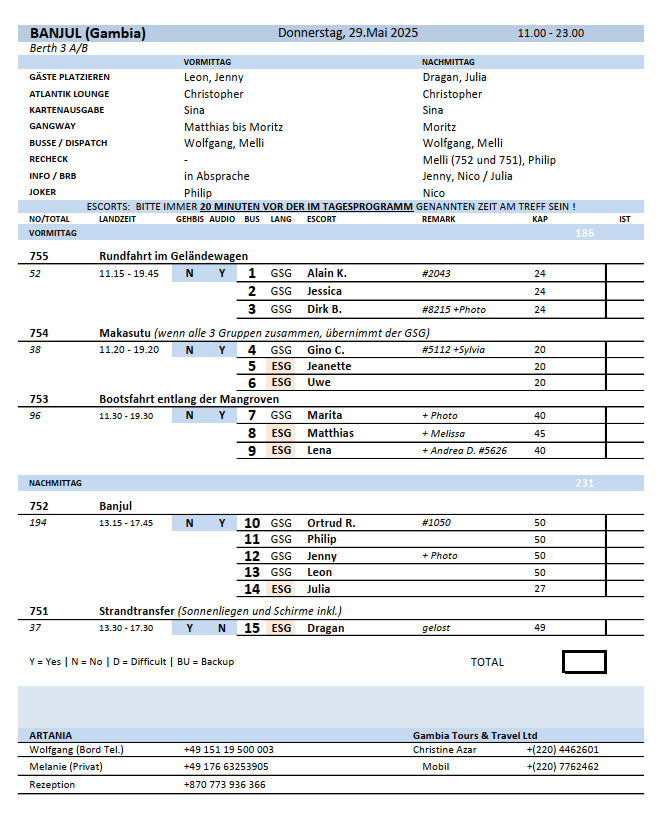 BANJUL (Gambia) Donnerstag, 29.Mai 2025 11.00 - 23.00
Berth 3 A/B
VORMITTAG NACHMITTAG
GÄSTE PLATZIEREN Leon, Jenny Dragan, Julia
ATLANTIK LOUNGE Christopher Christopher
KARTENAUSGABE Sina Sina
GANGWAY Matthias bis Moritz Moritz
BUSSE / DISPATCH Wolfgang, Melli Wolfgang, Melli
RECHECK - Melli (752 und 751), Philip
INFO / BRB in Absprache Jenny, Nico / Julia
JOKER Philip Nico
ESCORTS: BITTE IMMER 20 MINUTEN VOR DER IM TAGESPROGRAMM GENANNTEN ZEIT AM TREFF SEIN !
NO/TOTAL LANDZEIT GEHBIS AUDIO BUS LANG ESCORT REMARK KAP IST
VORMITTAG 186
755 Rundfahrt im Geländewagen
52 11.15 - 19.45 N Y 1 GSG Alain K. #2043 24
2 GSG Jessica 24
3 GSG Dirk B. #8215 +Photo 24
754 Makasutu (wenn alle 3 Gruppen zusammen, übernimmt der GSG)
38 11.20 - 19.20 N Y 4 GSG Gino C. #5112 +Sylvia 20
5 ESG Jeanette 20
6 ESG Uwe 20
753 Bootsfahrt entlang der Mangroven
96 11.30 - 19.30 N Y 7 GSG Marita + Photo 40
8 ESG Matthias + Melissa 45
9 ESG Lena + Andrea D. #5626 40
NACHMITTAG 231
752 Banjul
194 13.15 - 17.45 N Y 10 GSG Ortrud R. #1050 50
11 GSG Philip 50
12 GSG Jenny + Photo 50
13 GSG Leon 50
14 ESG Julia 27
751 Strandtransfer (Sonnenliegen und Schirme inkl.)
37 13.30 - 17.30 Y N 15 ESG Dragan gelost 49
Y = Yes | N = No | D = Difficult | BU = Backup TOTAL
ARTANIA Gambia Tours & Travel Ltd
Wolfgang (Bord Tel.) +49 151 19 500 003 Christine Azar +(220) 4462601
Melanie (Privat) +49 176 63253905 Mobil +(220) 7762462
Rezeption +870 773 936 366